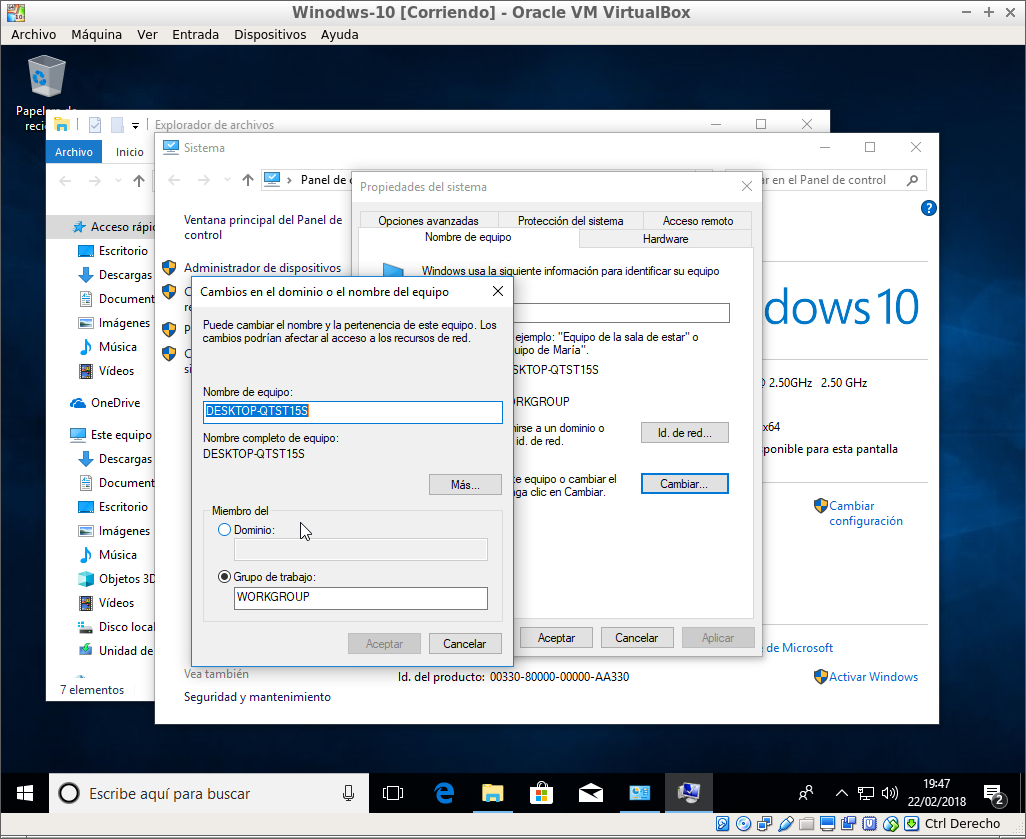 Winodws-10 [Corriendo] - Oracle VM VirtualBox
Archivo Máquina Ver Entrada Dispositivos Ayuda
Papelera de
Explorador de archivos
Archivo Inicio
Sistema
Panel de
en el Panel de control
Acceso rápi
Escritorio
Descargas
Document
Imágenes
Música
Vídeos
OneDrive
Este equipo
Descargas
Document
Escritorio
Imágenes
Música
Objetos 3D
Vídeos
Disco local
Unidad de
7 elementos
Ventana principal del Panel de
control
Administrador de dispositivos
Vea también
Seguridad y mantenimiento
Propiedades del sistema
Opciones avanzadas Protección del sistema Acceso remoto
Nombre de equipo Hardware
Windows usa la siguiente información para identificar su equipo
ejemplo: "Equipo de la sala de estar" o
uipo de María".
SKTOP-QTST15S
RKGROUP
nirse a un dominio o
id. de red.
Id. de red...
te equipo o cambiar el
aga clic en Cambiar.
Cambiar...
Aceptar Cancelar Aplicar
Cambios en el dominio o el nombre del equipo
Puede cambiar el nombre y la pertenencia de este equipo. Los
cambios podrían afectar al acceso a los recursos de red.
Nombre de equipo:
DESKTOP-QTST15S
Nombre completo de equipo:
DESKTOP-QTST15S
Más...
Miembro del
Dominio:
Grupo de trabajo:
WORKGROUP
Aceptar Cancelar
dows 10
2.50GHz 2.50 GHz
x64
sponible para esta pantalla
Cambiar
configuración
de Microsoft
Id. del producto: 00330-80000-00000-AA330
Activar Windows
Escribe aquí para buscar
19:47
22/02/2018
2
Ctrl Derecho